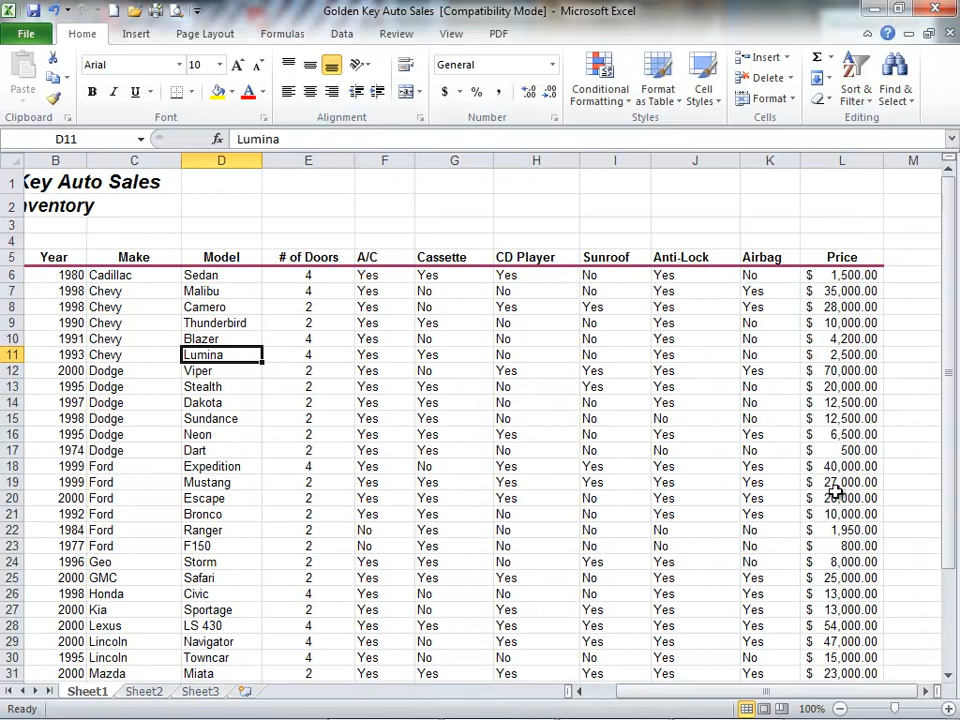 Golden Key Auto Sales [Compatibility Mode] - Microsoft Excel
File Home Insert Page Layout Formulas Data Review View PDF
Arial 10 General Insert
Paste Conditional Formatting Format as Table Cell Styles Delete Sort & Filter Find & Select
Format
Clipboard Font Alignment Number Styles Cells Editing
D11 fx Lumina
B C D E F G H I J K L M
1 Key Auto Sales
2 nventory
3
4
5 Year Make Model # of Doors A/C Cassette CD Player Sunroof Anti-Lock Airbag Price
6 1980 Cadillac Sedan 4 Yes Yes Yes No Yes No $ 1,500.00
7 1998 Chevy Malibu 4 Yes No No No Yes Yes $ 35,000.00
8 1998 Chevy Camero 2 Yes No Yes Yes Yes Yes $ 28,000.00
9 1990 Chevy Thunderbird 2 Yes Yes No No Yes No $ 10,000.00
10 1991 Chevy Blazer 4 Yes No No No Yes No $ 4,200.00
11 1993 Chevy Lumina 4 Yes Yes No No Yes No $ 2,500.00
12 2000 Dodge Viper 2 Yes No Yes Yes Yes Yes $ 70,000.00
13 1995 Dodge Stealth 2 Yes Yes No Yes Yes No $ 20,000.00
14 1997 Dodge Dakota 2 Yes Yes No No Yes Yes $ 12,500.00
15 1998 Dodge Sundance 2 Yes Yes No No No No $ 12,500.00
16 1995 Dodge Neon 2 Yes Yes Yes No Yes Yes $ 6,500.00
17 1974 Dodge Dart 2 Yes Yes No No No No $ 500.00
18 1999 Ford Expedition 4 Yes No Yes No Yes Yes $ 40,000.00
19 1999 Ford Mustang 2 Yes Yes Yes Yes Yes Yes $ 27,000.00
20 2000 Ford Escape 2 Yes Yes Yes No Yes Yes $ ,000.00
21 1992 Ford Bronco 2 Yes Yes No No Yes Yes $ 10,000.00
22 1984 Ford Ranger 2 No Yes No No No No $ 1,950.00
23 1977 Ford F150 2 No Yes No No No No $ 800.00
24 1996 Geo Storm 2 Yes Yes No No Yes Yes $ 8,000.00
25 2000 GMC Safari 2 Yes Yes Yes No Yes Yes $ 25,000.00
26 1998 Honda Civic 4 Yes Yes No No Yes Yes $ 13,000.00
27 2000 Kia Sportage 2 Yes No Yes Yes Yes Yes $ 13,000.00
28 2000 Lexus LS 430 4 Yes Yes Yes Yes Yes Yes $ 54,000.00
29 2000 Lincoln Navigator 4 Yes No Yes Yes Yes Yes $ 47,000.00
30 1995 Lincoln Towncar 4 Yes No No No Yes No $ 15,000.00
31 2000 Mazda Miata 2 Yes Yes Yes No Yes Yes $ 23,000.00
Sheet1 Sheet2 Sheet3
Ready 100%